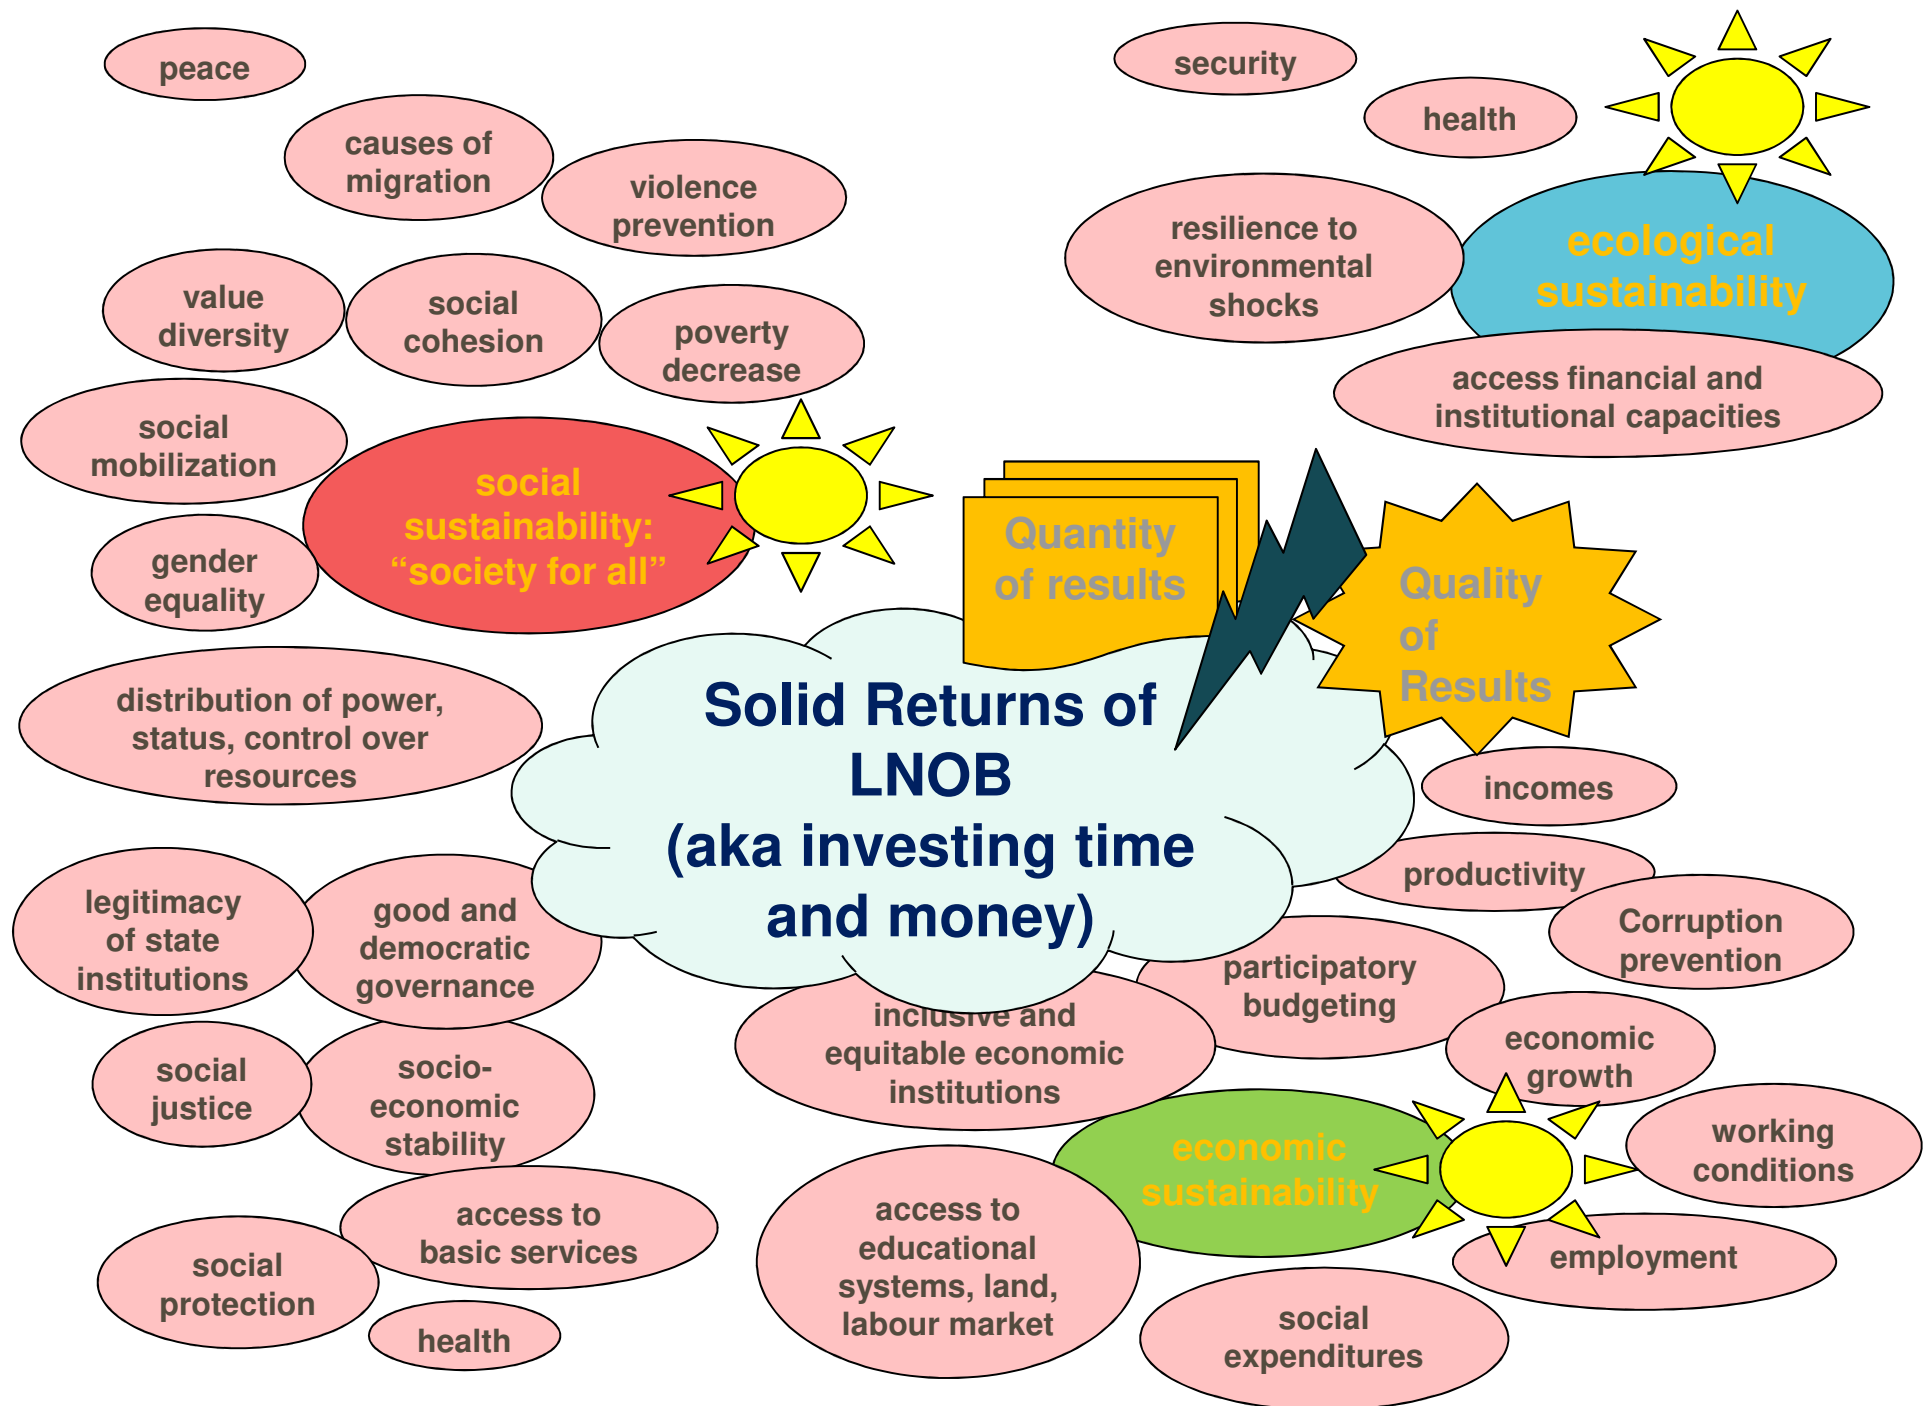 peace
causes of
migration
violence
prevention
value
diversity
social
cohesion
poverty
decrease
social
mobilization
social
sustainability:
“society for all”
gender
equality
distribution of power,
status, control over
resources
security
health
resilience to
environmental
shocks
ecological
sustainability
access financial and
institutional capacities
Quantity
of results
Quality
of
Results
Solid Returns of
LNOB
(aka investing time
and money)
legitimacy
of state
institutions
good and
democratic
governance
social
justice
socio-
economic
stability
access to
basic services
social
protection
health
incomes
productivity
Corruption
prevention
participatory
budgeting
inclusive and
equitable economic
institutions
economic
growth
economic
sustainability
working
conditions
access to
educational
systems, land,
labour market
employment
social
expenditures